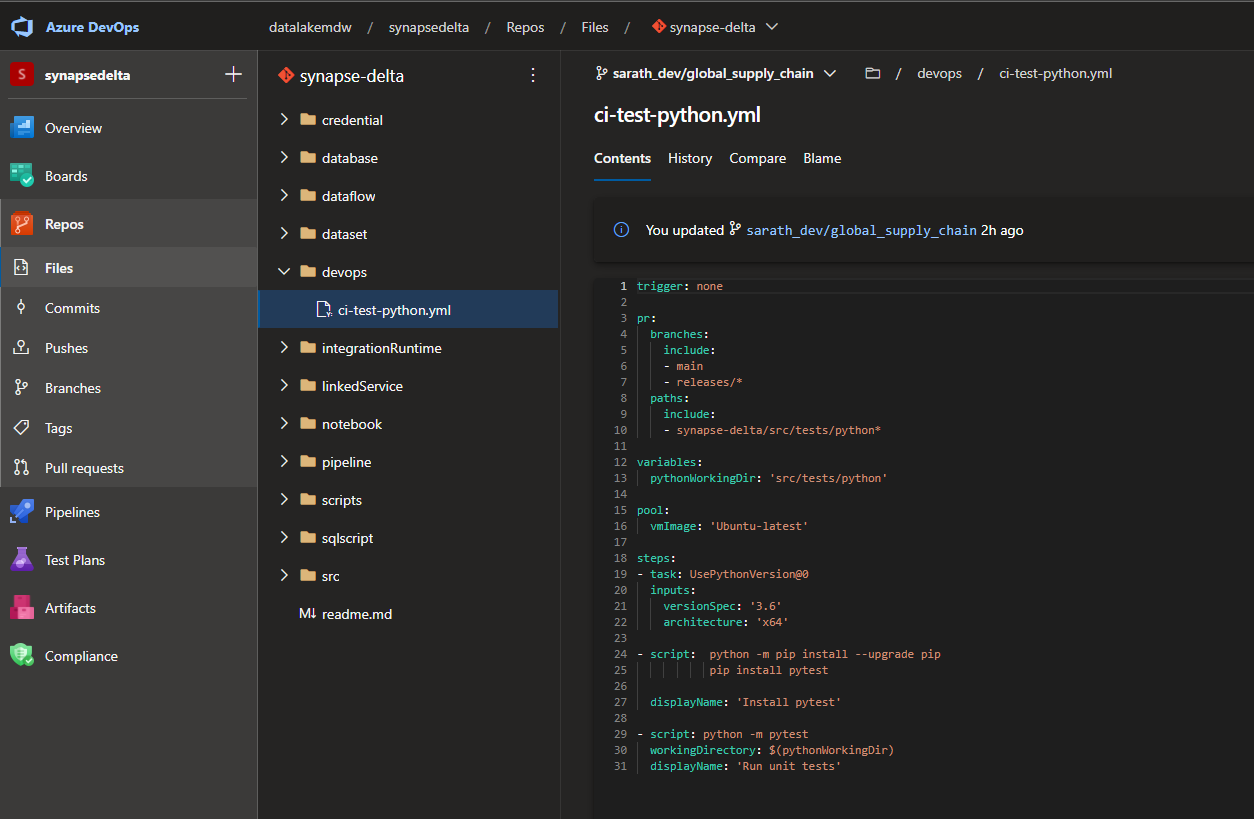 Azure DevOps
datalakemdw / synapsedelta / Repos / Files / synapse-delta
S synapsedelta +
Overview
Boards
Repos
Files
Commits
Pushes
Branches
Tags
Pull requests
Pipelines
Test Plans
Artifacts
Compliance
synapse-delta
credential
database
dataflow
dataset
devops
ci-test-python.yml
integrationRuntime
linkedService
notebook
pipeline
scripts
sqlscript
src
M↓ readme.md
sarath_dev/global_supply_chain / devops / ci-test-python.yml
ci-test-python.yml
Contents History Compare Blame
You updated sarath_dev/global_supply_chain 2h ago
1 trigger: none
2
3 pr:
4 branches:
5 include:
6 - main
7 - releases/*
8 paths:
9 include:
10 - synapse-delta/src/tests/python*
11
12 variables:
13 pythonWorkingDir: 'src/tests/python'
14
15 pool:
16 vmImage: 'Ubuntu-latest'
17
18 steps:
19 - task: UsePythonVersion@0
20 inputs:
21 versionSpec: '3.6'
22 architecture: 'x64'
23
24 - script: python -m pip install --upgrade pip
25 pip install pytest
26
27 displayName: 'Install pytest'
28
29 - script: python -m pytest
30 workingDirectory: $(pythonWorkingDir)
31 displayName: 'Run unit tests'